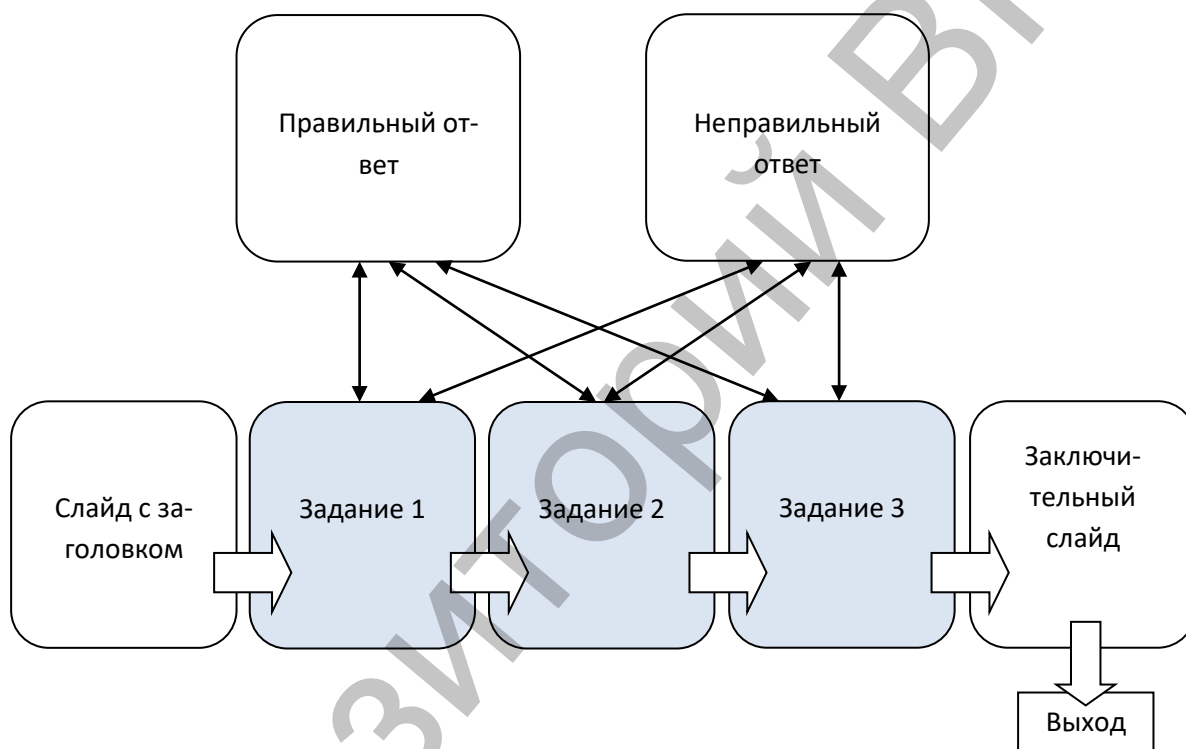 Правильный от-
вет
Неправильный
ответ
Слайд с за-
головком
Задание 1
Задание 2
Задание 3
Заключи-
тельный
слайд
Выход